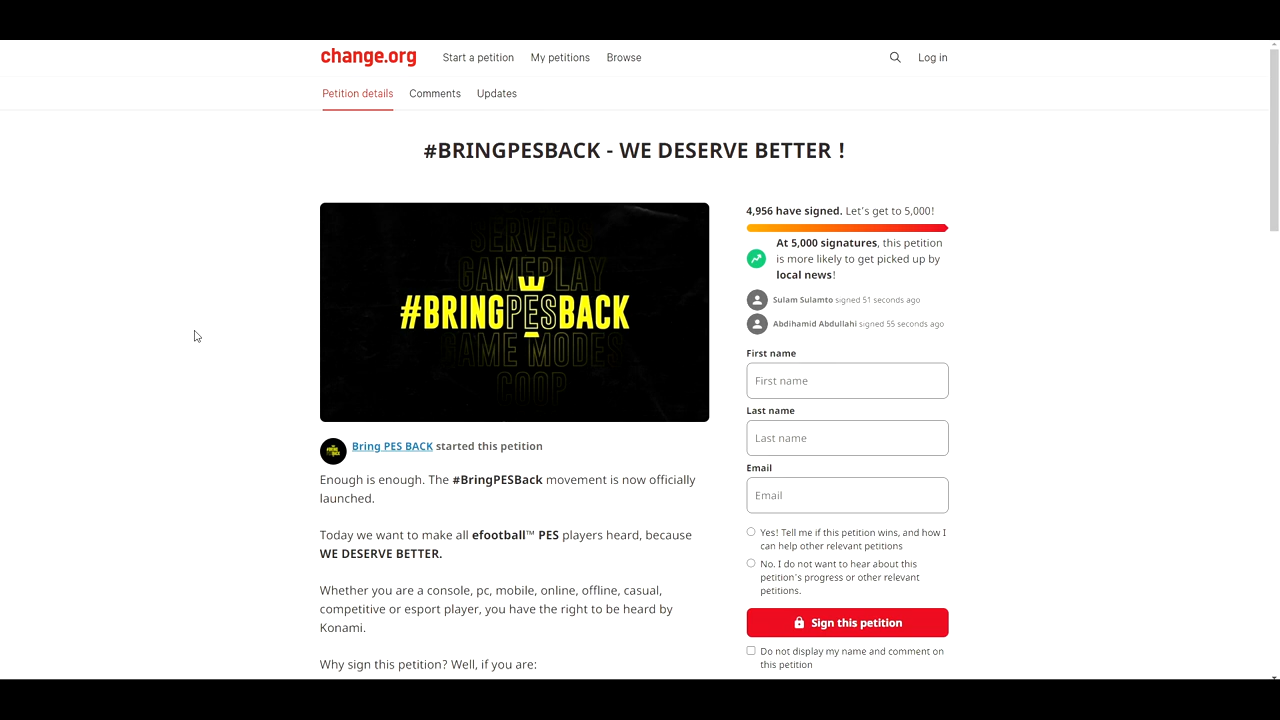 change.org
Start a petition
My petitions
Browse
Log in
Petition details
Comments
Updates
#BRINGPESBACK - WE DESERVE BETTER !
SERVERS
GAMEPLAY
#BRINGPESBACK
GAME MODES
COOP
Bring PES BACK started this petition
Enough is enough. The #BringPESBack movement is now officially
launched.
Today we want to make all efootball™ PES players heard, because
WE DESERVE BETTER.
Whether you are a console, pc, mobile, online, offline, casual,
competitive or esport player, you have the right to be heard by
Konami.
Why sign this petition? Well, if you are:
4,956 have signed. Let's get to 5,000!
At 5,000 signatures, this petition
is more likely to get picked up by
local news!
Sulam Sulamto signed 51 seconds ago
Abdihamid Abdullahi signed 55 seconds ago
First name
First name
Last name
Last name
Email
Email
Yes! Tell me if this petition wins, and how I
can help other relevant petitions
No. I do not want to hear about this
petition's progress or other relevant
petitions.
Sign this petition
Do not display my name and comment on
this petition